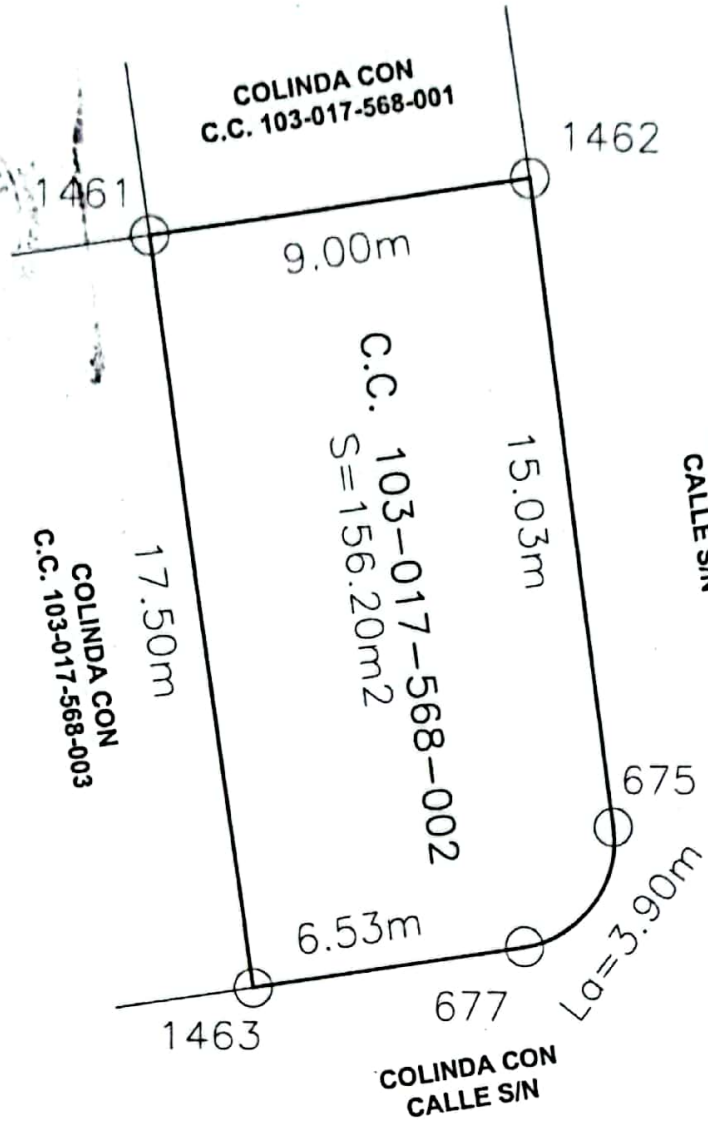 COLINDA CON
C.C. 103-017-568-001
1461
1462
9.00m
C.C. 103-017-568-002
S=156.20m2
15.03m
CALLE S/N
17.50m
COLINDA CON
C.C. 103-017-568-003
675
La=3.90m
6.53m
677
1463
COLINDA CON
CALLE S/N